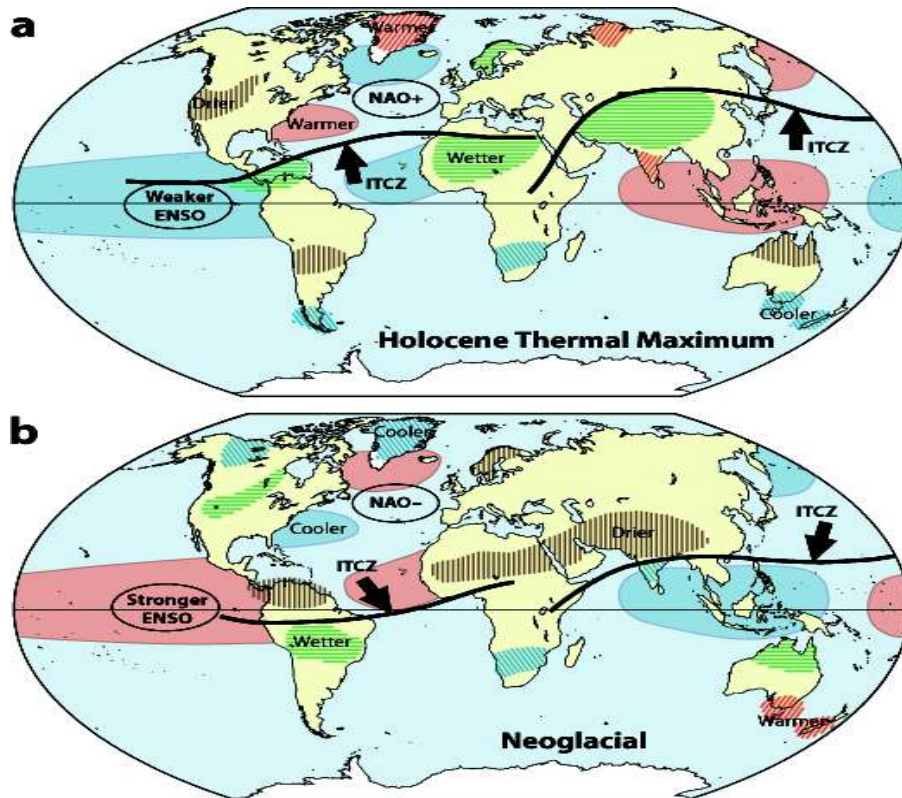 a
Warmer
NAO+
Drier
Warmer
ITCZ
Wetter
ITCZ
Weaker
ENSO
Cooler
Holocene Thermal Maximum
b
Cooler
NAO−
Cooler
Drier
ITCZ
ITCZ
Stronger
ENSO
Wetter
Warmer
Neoglacial